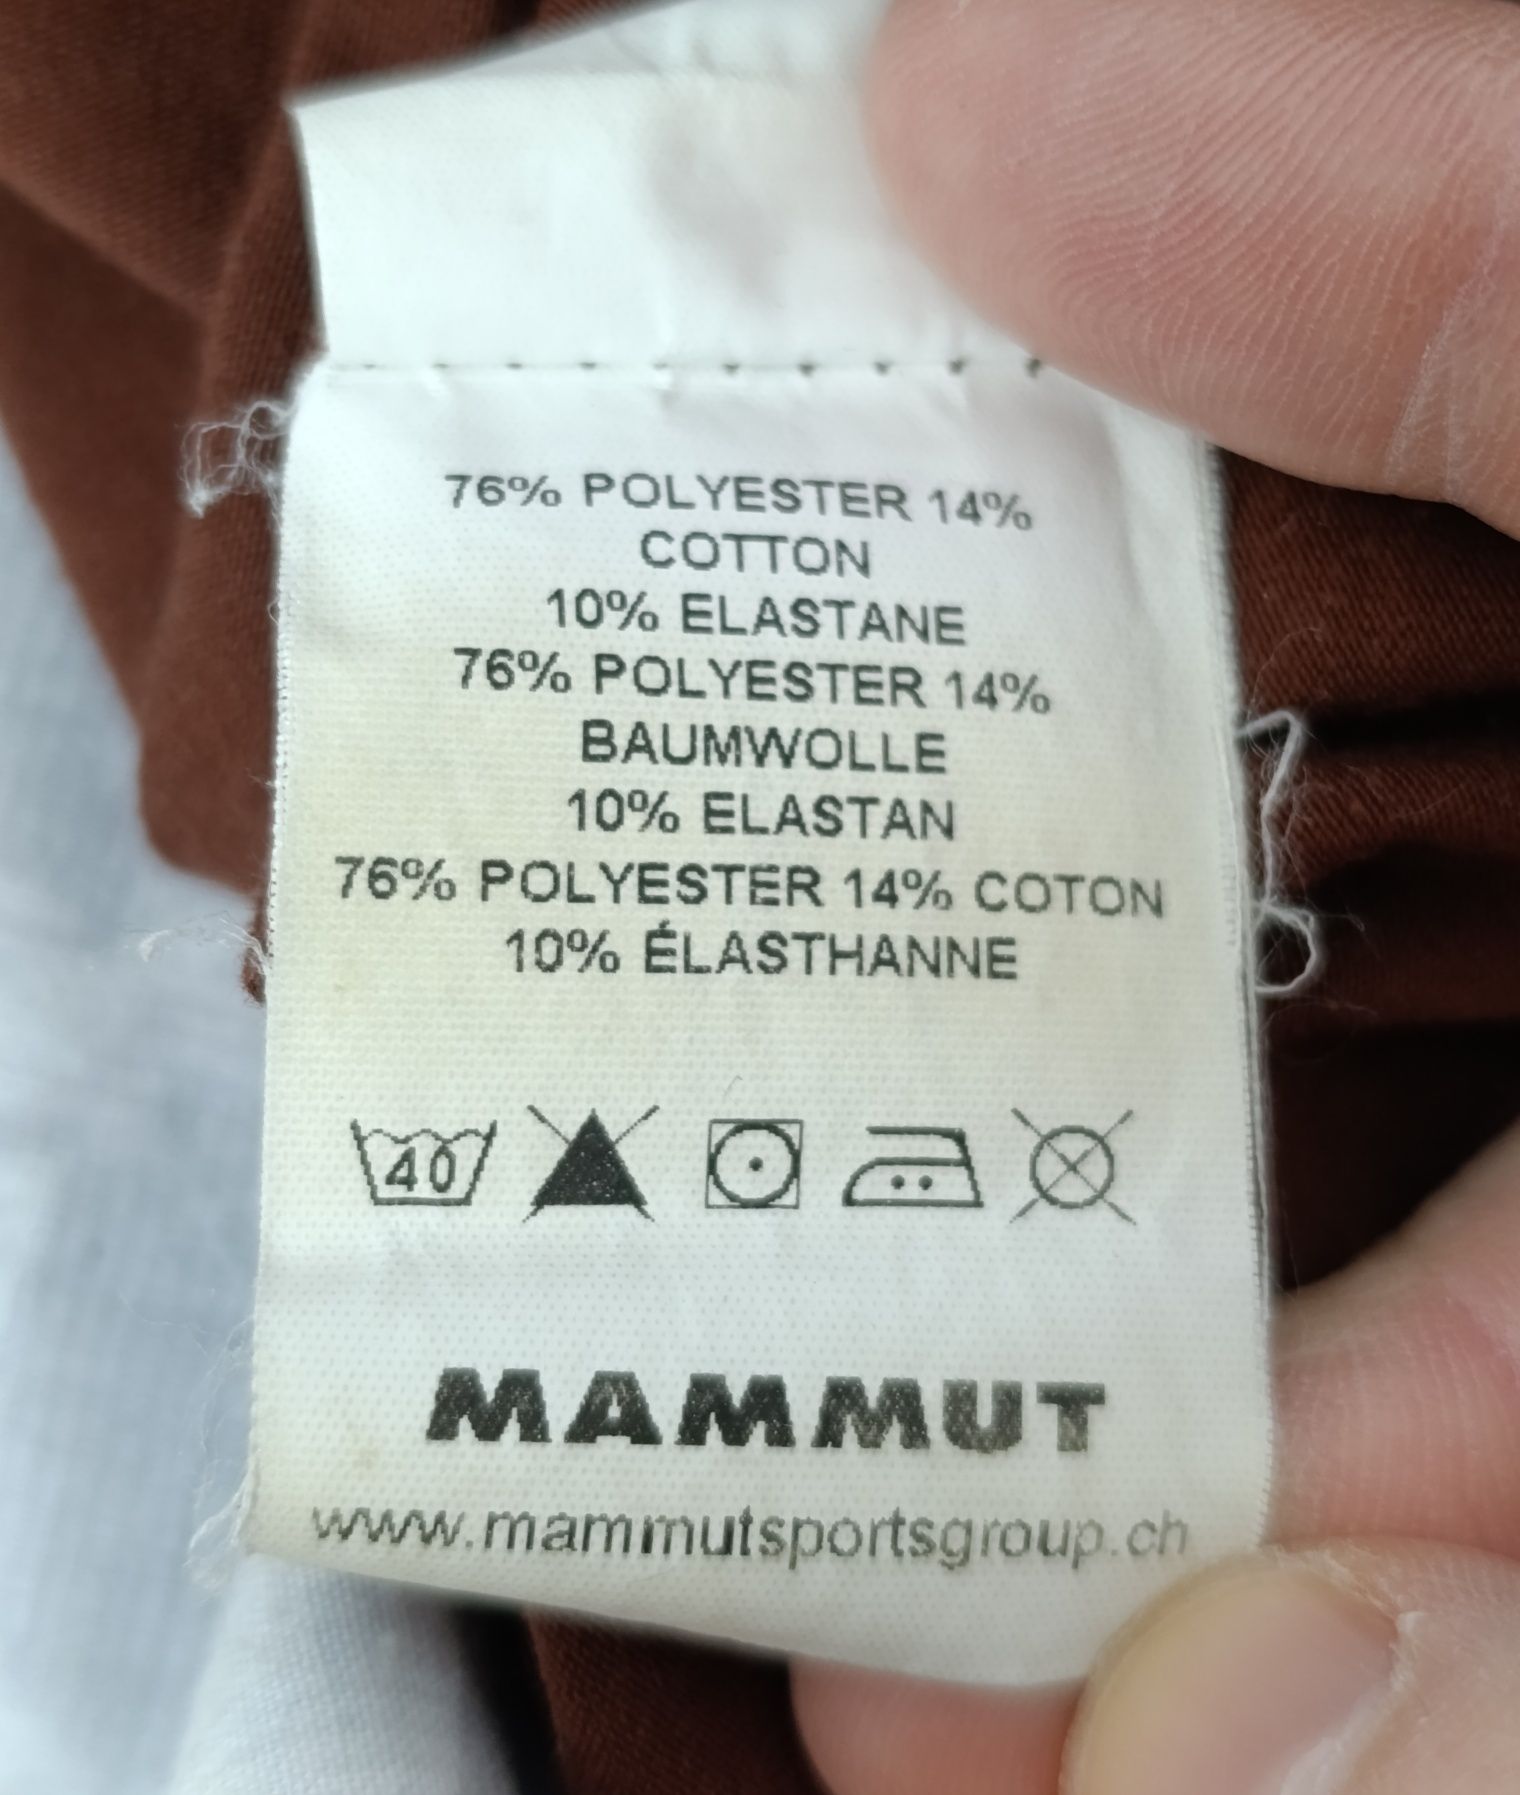 76% POLYESTER 14%
COTTON
10% ELASTANE
76% POLYESTER 14%
BAUMWOLLE
10% ELASTAN
76% POLYESTER 14% COTON
10% ÉLASTHANNE
40
MAMMUT
www.mammutsportsgroup.ch